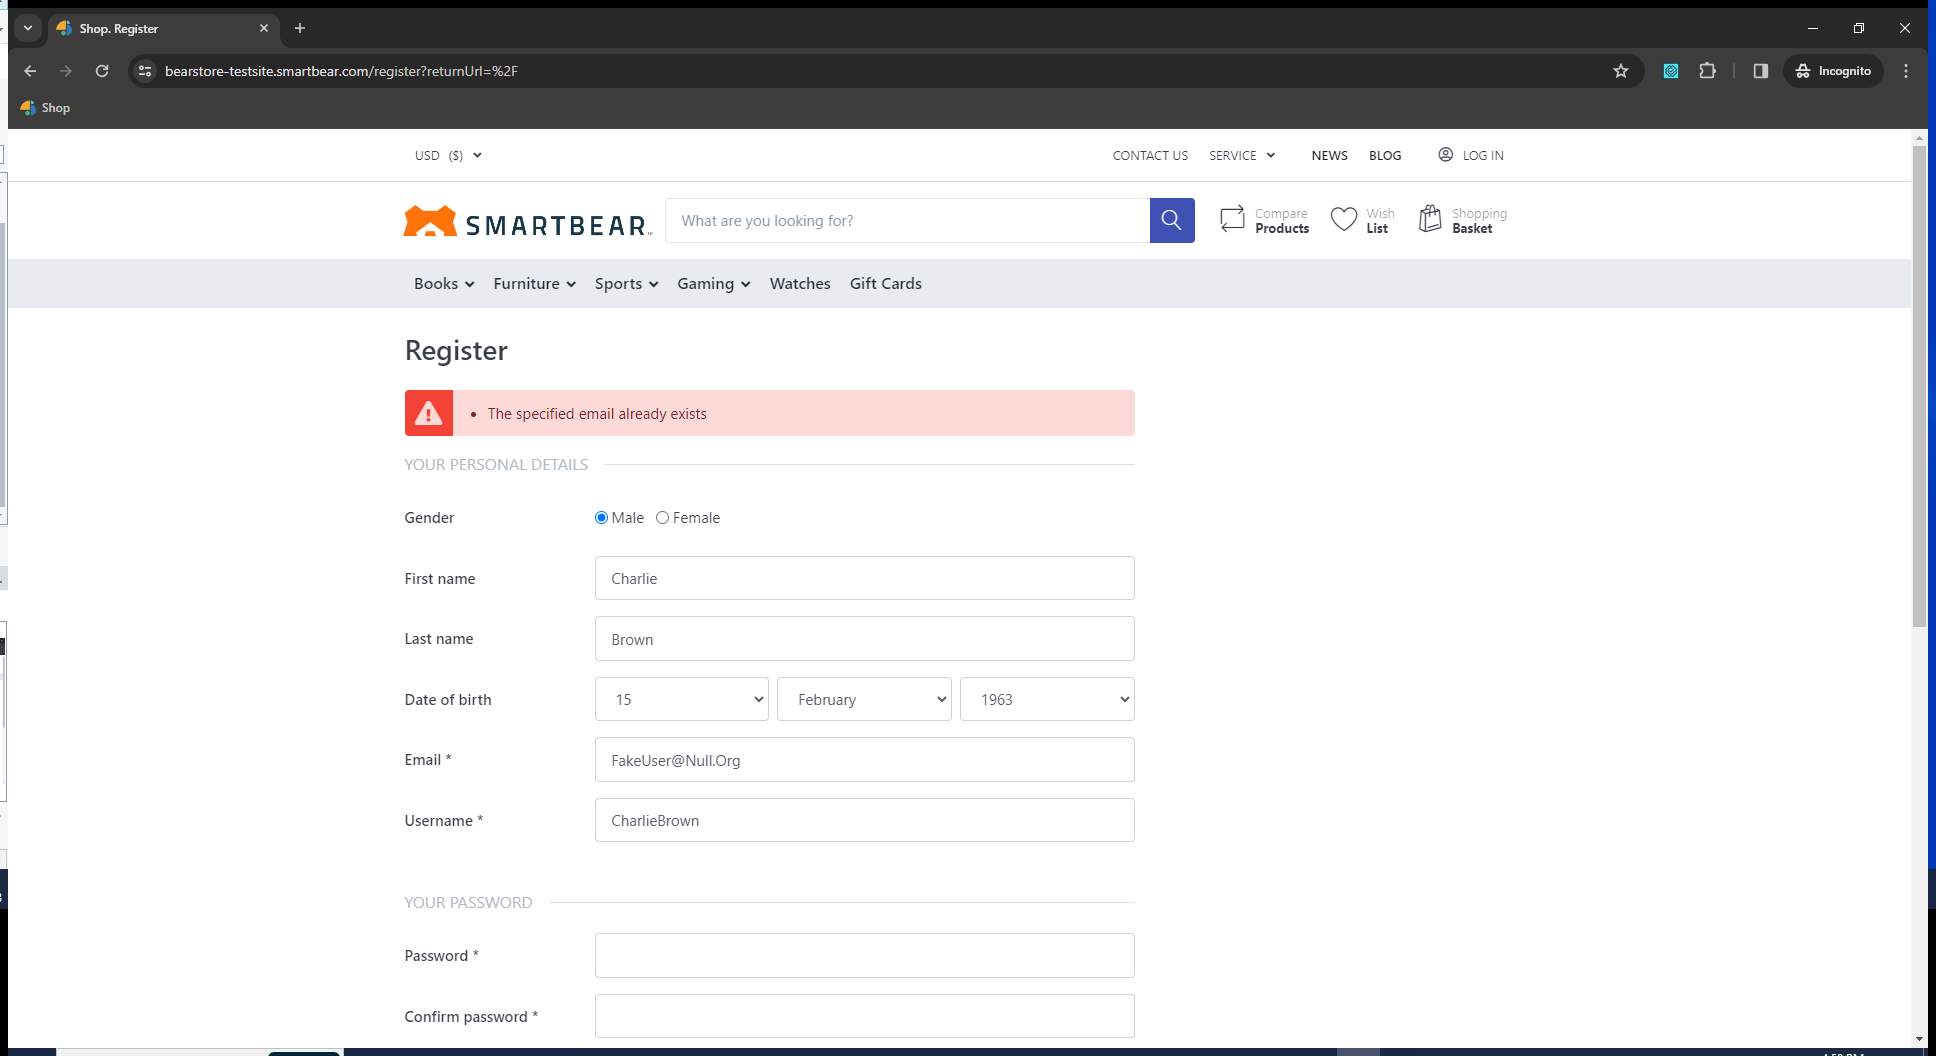 Shop. Register
bearstore-testsite.smartbear.com/register?returnUrl=%2F
Incognito
Shop
USD ($)
CONTACT US SERVICE NEWS BLOG LOG IN
SMARTBEAR
What are you looking for?
Compare Products
Wish List
Shopping Basket
Books Furniture Sports Gaming Watches Gift Cards
Register
• The specified email already exists
YOUR PERSONAL DETAILS
Gender Male Female
First name Charlie
Last name Brown
Date of birth 15 February 1963
Email * FakeUser@Null.Org
Username * CharlieBrown
YOUR PASSWORD
Password *
Confirm password *